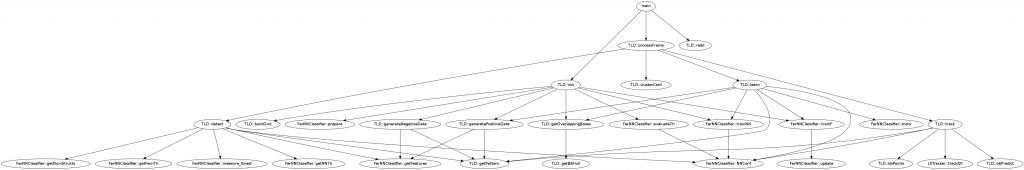 main
TLD::processFrame
TLD::read
TLD::init
TLD::clusterConf
TLD::learn
TLD::detect
TLD::buildGrid
FerNNClassifier::prepare
TLD::generateNegativeData
TLD::generatePositiveData
TLD::getOverlappingBoxes
FerNNClassifier::evaluateTh
FerNNClassifier::trainNN
FerNNClassifier::trainF
FerNNClassifier::show
TLD::track
FerNNClassifier::getNumStructs
FerNNClassifier::getFernTh
FerNNClassifier::measure_forest
FerNNClassifier::getNNTh
FerNNClassifier::getFeatures
TLD::getPattern
TLD::getBBHull
FerNNClassifier::NNConf
FerNNClassifier::update
TLD::bbPoints
LKTracker::trackf2f
TLD::bbPredict